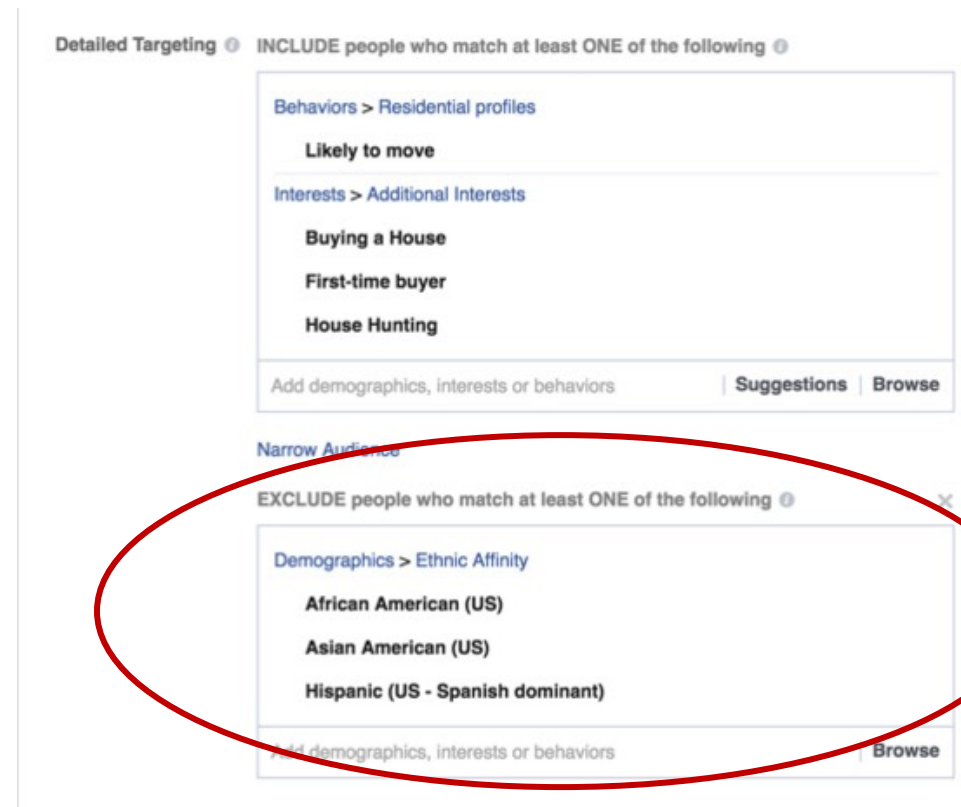 Detailed Targeting INCLUDE people who match at least ONE of the following
Behaviors > Residential profiles
Likely to move
Interests > Additional Interests
Buying a House
First-time buyer
House Hunting
Add demographics, interests or behaviors Suggestions Browse
Narrow Audience
EXCLUDE people who match at least ONE of the following
Demographics > Ethnic Affinity
African American (US)
Asian American (US)
Hispanic (US - Spanish dominant)
Add demographics, interests or behaviors Browse